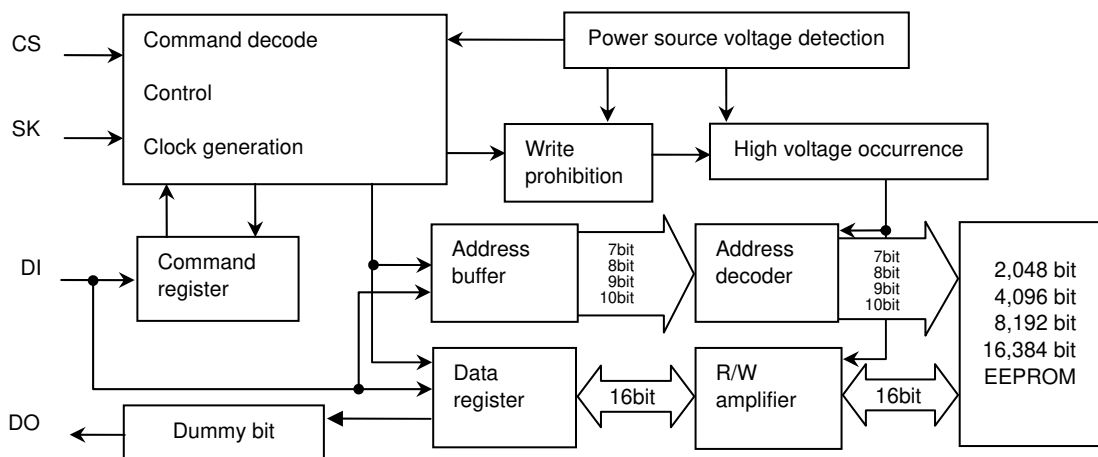 CS
SK
DI
DO
Command decode
Control
Clock generation
Power source voltage detection
Write
prohibition
High voltage occurrence
Command
register
Address
buffer
7bit
8bit
9bit
10bit
Address
decoder
7bit
8bit
9bit
10bit
2,048 bit
4,096 bit
8,192 bit
16,384 bit
EEPROM
Data
register
16bit
R/W
amplifier
16bit
Dummy bit